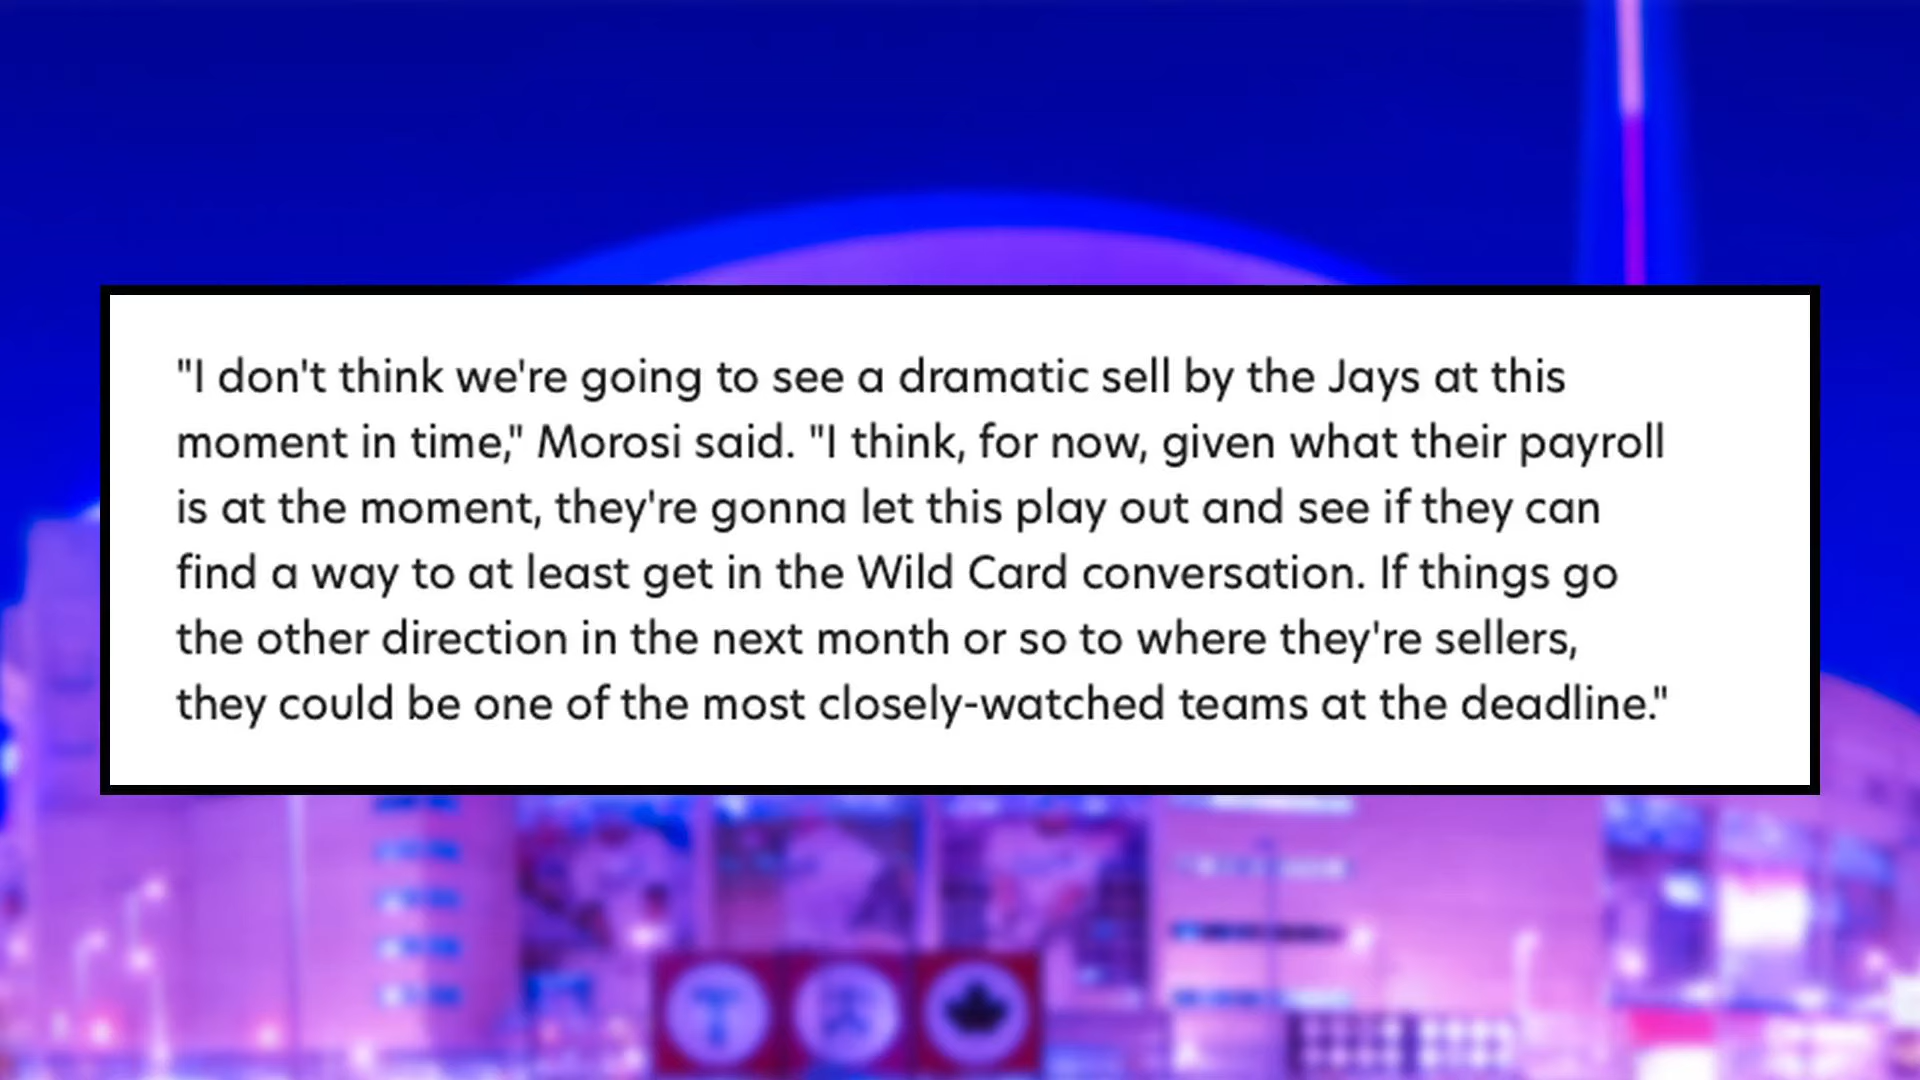 "I don't think we're going to see a dramatic sell by the Jays at this
moment in time," Morosi said. "I think, for now, given what their payroll
is at the moment, they're gonna let this play out and see if they can
find a way to at least get in the Wild Card conversation. If things go
the other direction in the next month or so to where they're sellers,
they could be one of the most closely-watched teams at the deadline."